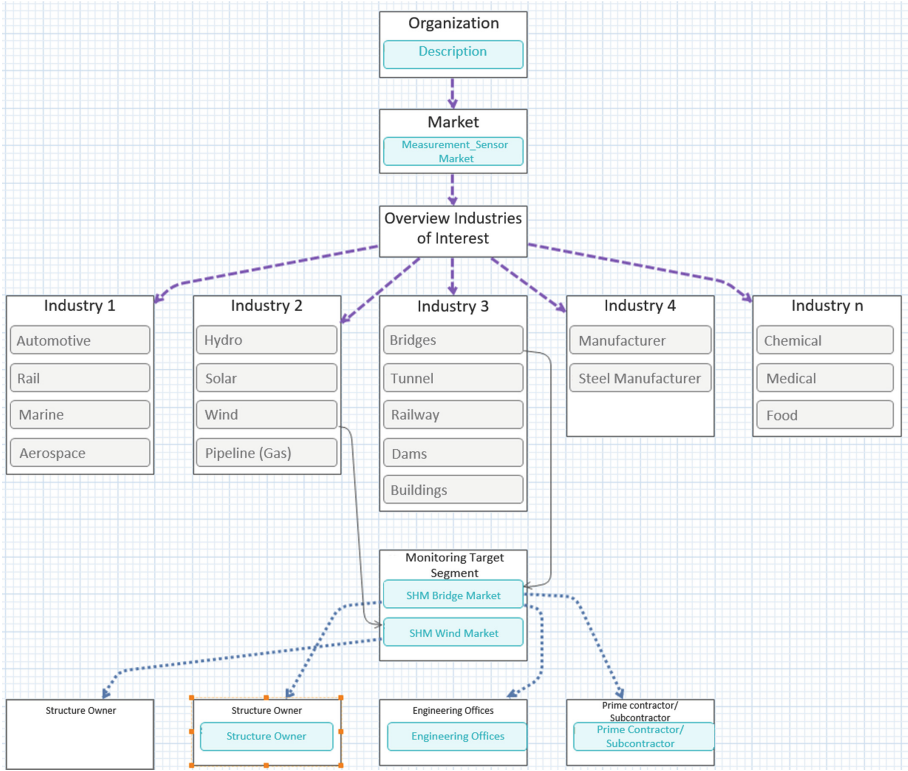 Organization
Description
Market
Measurement_Sensor
Market
Overview Industries
of Interest
Industry 1
Automotive
Rail
Marine
Aerospace
Industry 2
Hydro
Solar
Wind
Pipeline (Gas)
Industry 3
Bridges
Tunnel
Railway
Dams
Buildings
Industry 4
Manufacturer
Steel Manufacturer
Industry n
Chemical
Medical
Food
Monitoring Target
Segment
SHM Bridge Market
SHM Wind Market
Structure Owner
Structure Owner
Structure Owner
Engineering Offices
Engineering Offices
Prime contractor/
Subcontractor
Prime Contractor/
Subcontractor